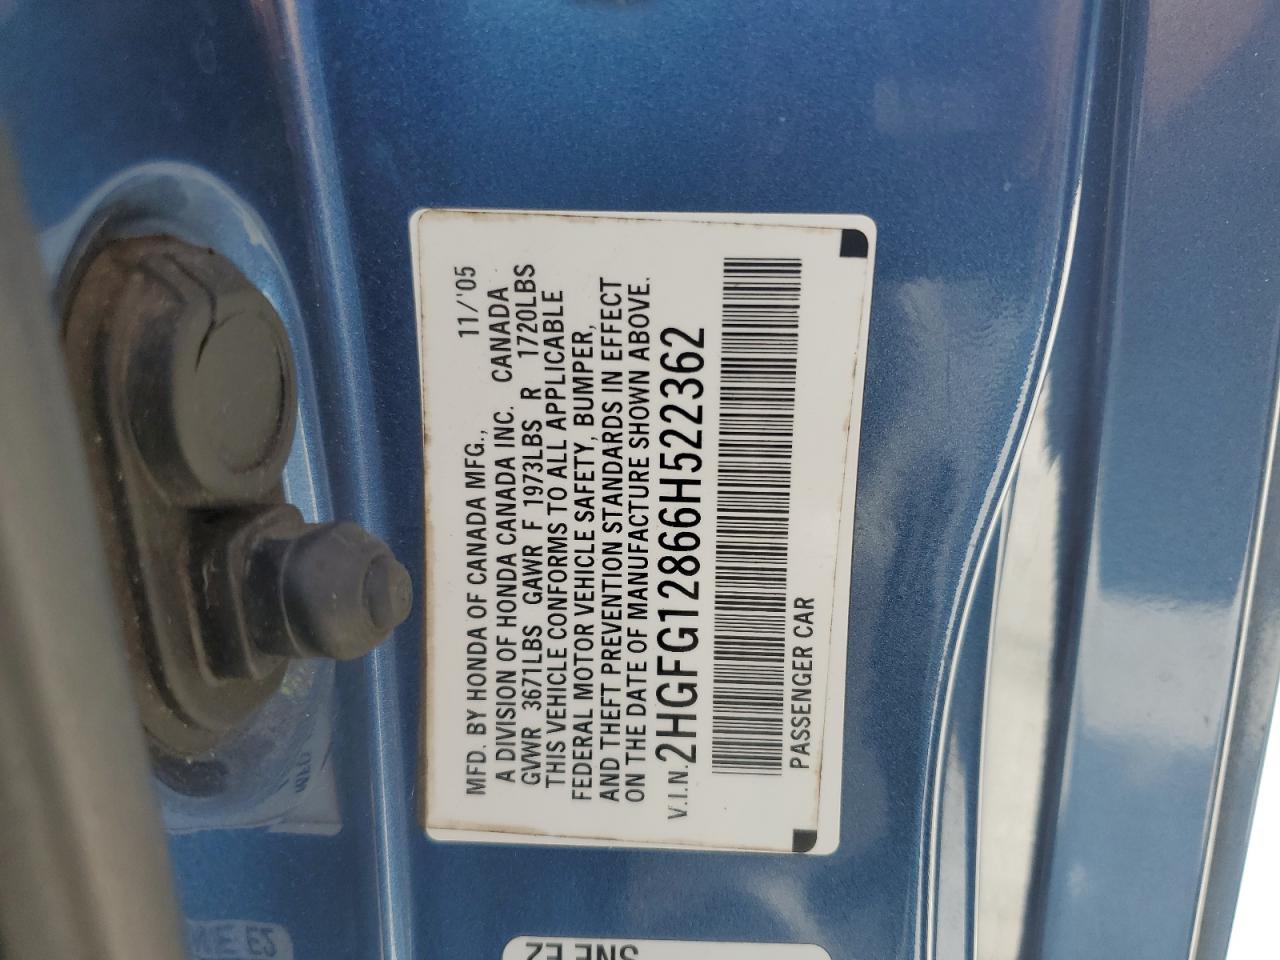 MFD. BY HONDA OF CANADA MFG., 11/'05
A DIVISION OF HONDA CANADA INC. CANADA
GVWR 3671LBS GAWR F 1973LBS R 1720LBS
THIS VEHICLE CONFORMS TO ALL APPLICABLE
FEDERAL MOTOR VEHICLE SAFETY, BUMPER,
AND THEFT PREVENTION STANDARDS IN EFFECT
ON THE DATE OF MANUFACTURE SHOWN ABOVE.
V.I.N. 2HGFG12866H522362
PASSENGER CAR